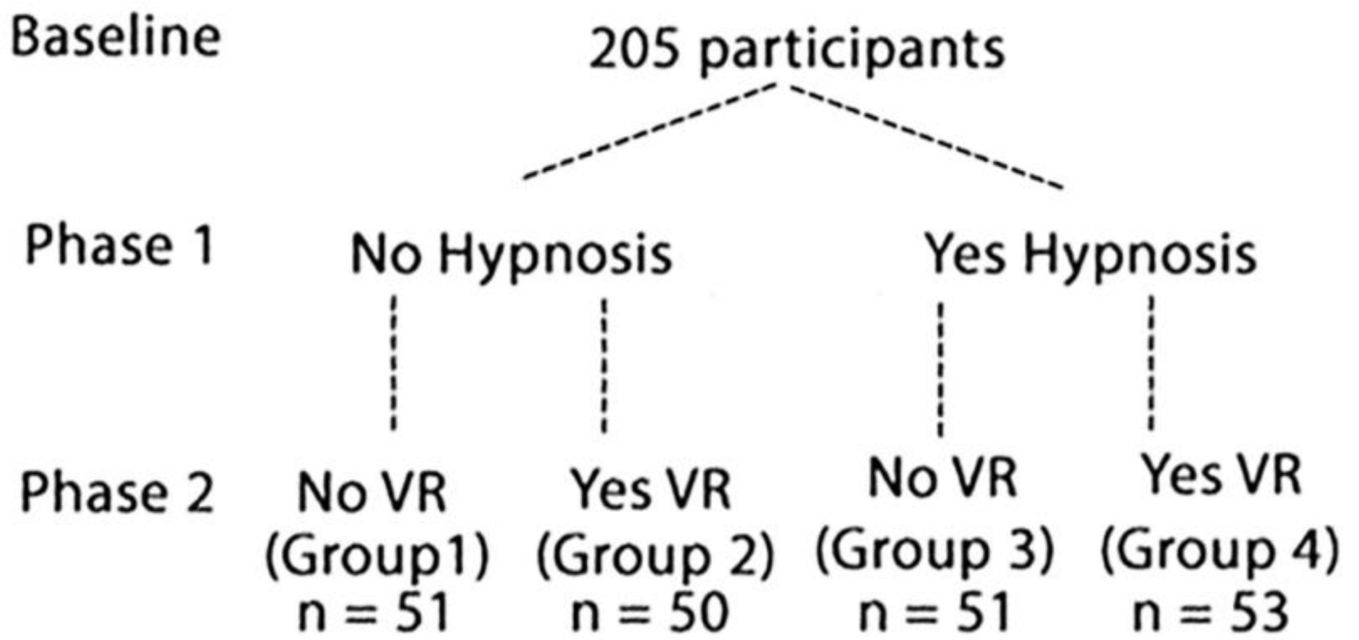 Baseline
205 participants
Phase 1
No Hypnosis
Yes Hypnosis
Phase 2
No VR
(Group1)
n = 51
Yes VR
(Group 2)
n = 50
No VR
(Group 3)
n = 51
Yes VR
(Group 4)
n = 53